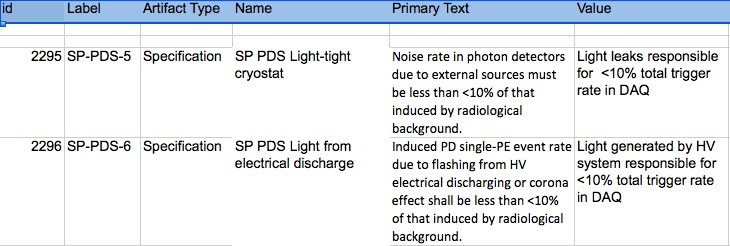 id Label Artifact Type Name Primary Text Value
2295 SP-PDS-5 Specification SP PDS Light-tight cryostat
Noise rate in photon detectors
due to external sources must
be less than <10% of that
induced by radiological
background.
Light leaks responsible
for <10% total trigger
rate in DAQ
2296 SP-PDS-6 Specification SP PDS Light from
electrical discharge
Induced PD single-PE event rate
due to flashing from HV
electrical discharging or corona
effect shall be less than <10%
of that induced by radiological
background.
Light generated by HV
system responsible for
<10% total trigger rate
in DAQ